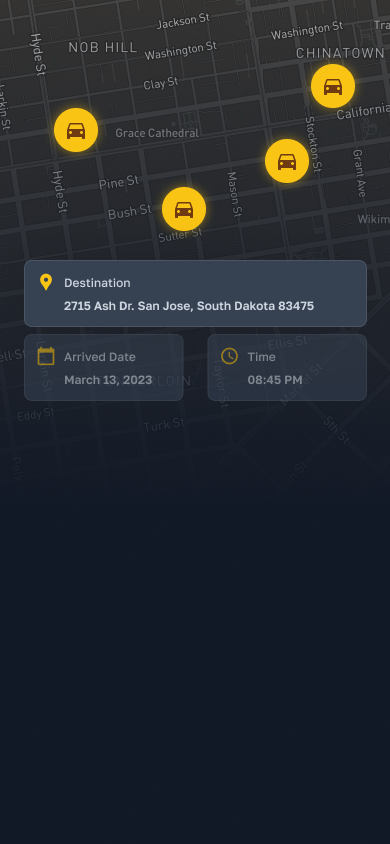 Jackson St
Washington St
Tra
Hyde St
NOB HILL
Washington St
CHINATOWN
Clay St
Larkin St
California
Grace Cathedral
Stockton St
Hyde St
Pine St
Mason St
Grant Ave
Bush St
Wikim
Sutter St
Destination
2715 Ash Dr. San Jose, South Dakota 83475
Ellis St
ell St
Arrived Date
Time
March 13, 2023
08:45 PM
Taylor St
Market St
Eddy St
Turk St
5th St